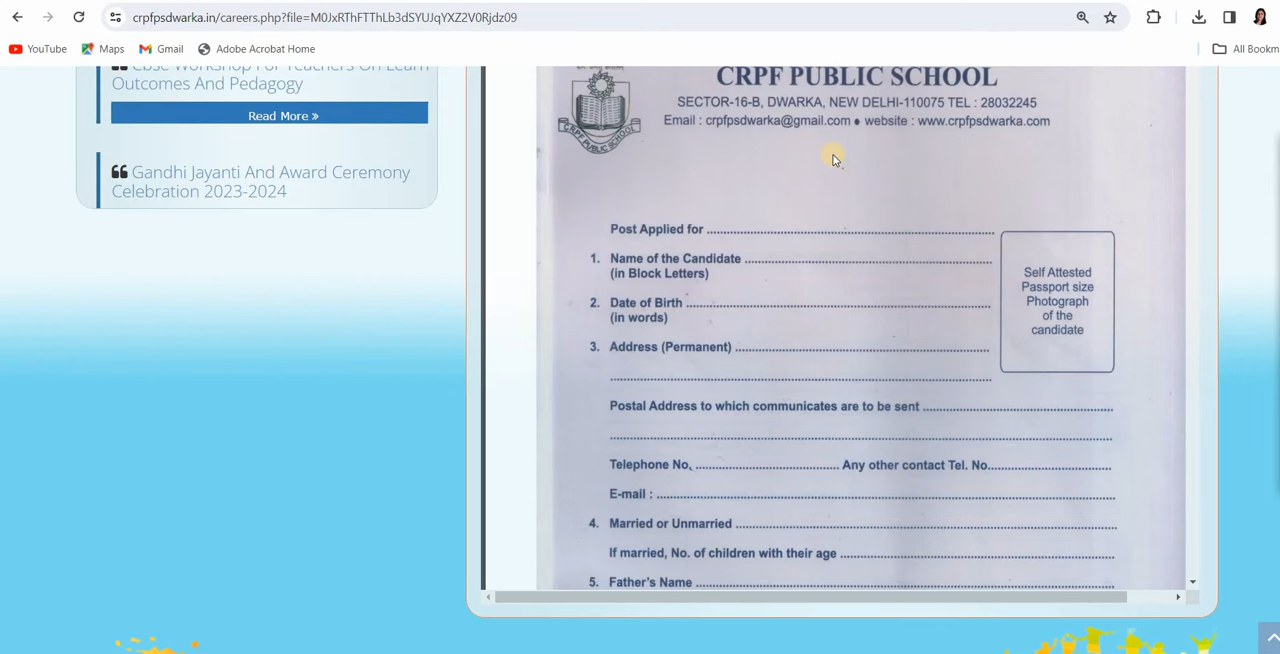 crpfpsdwarka.in/careers.php?file=M0JxRThFTThLb3dSYUJqYXZ2V0Rjdz09
YouTube Maps Gmail Adobe Acrobat Home All Bookm
Cbse Workshop For Teachers On Learn
Outcomes And Pedagogy
Read More »
Gandhi Jayanti And Award Ceremony
Celebration 2023-2024
CRPF PUBLIC SCHOOL
SECTOR-16-B, DWARKA, NEW DELHI-110075 TEL : 28032245
Email : crpfpsdwarka@gmail.com ● website : www.crpfpsdwarka.com
CRPF PUBLIC SCHOOL
Post Applied for
1. Name of the Candidate
(in Block Letters)
2. Date of Birth
(in words)
3. Address (Permanent)
Self Attested
Passport size
Photograph
of the
candidate
Postal Address to which communicates are to be sent
Telephone No. Any other contact Tel. No.
E-mail :
4. Married or Unmarried
If married, No. of children with their age
5. Father's Name